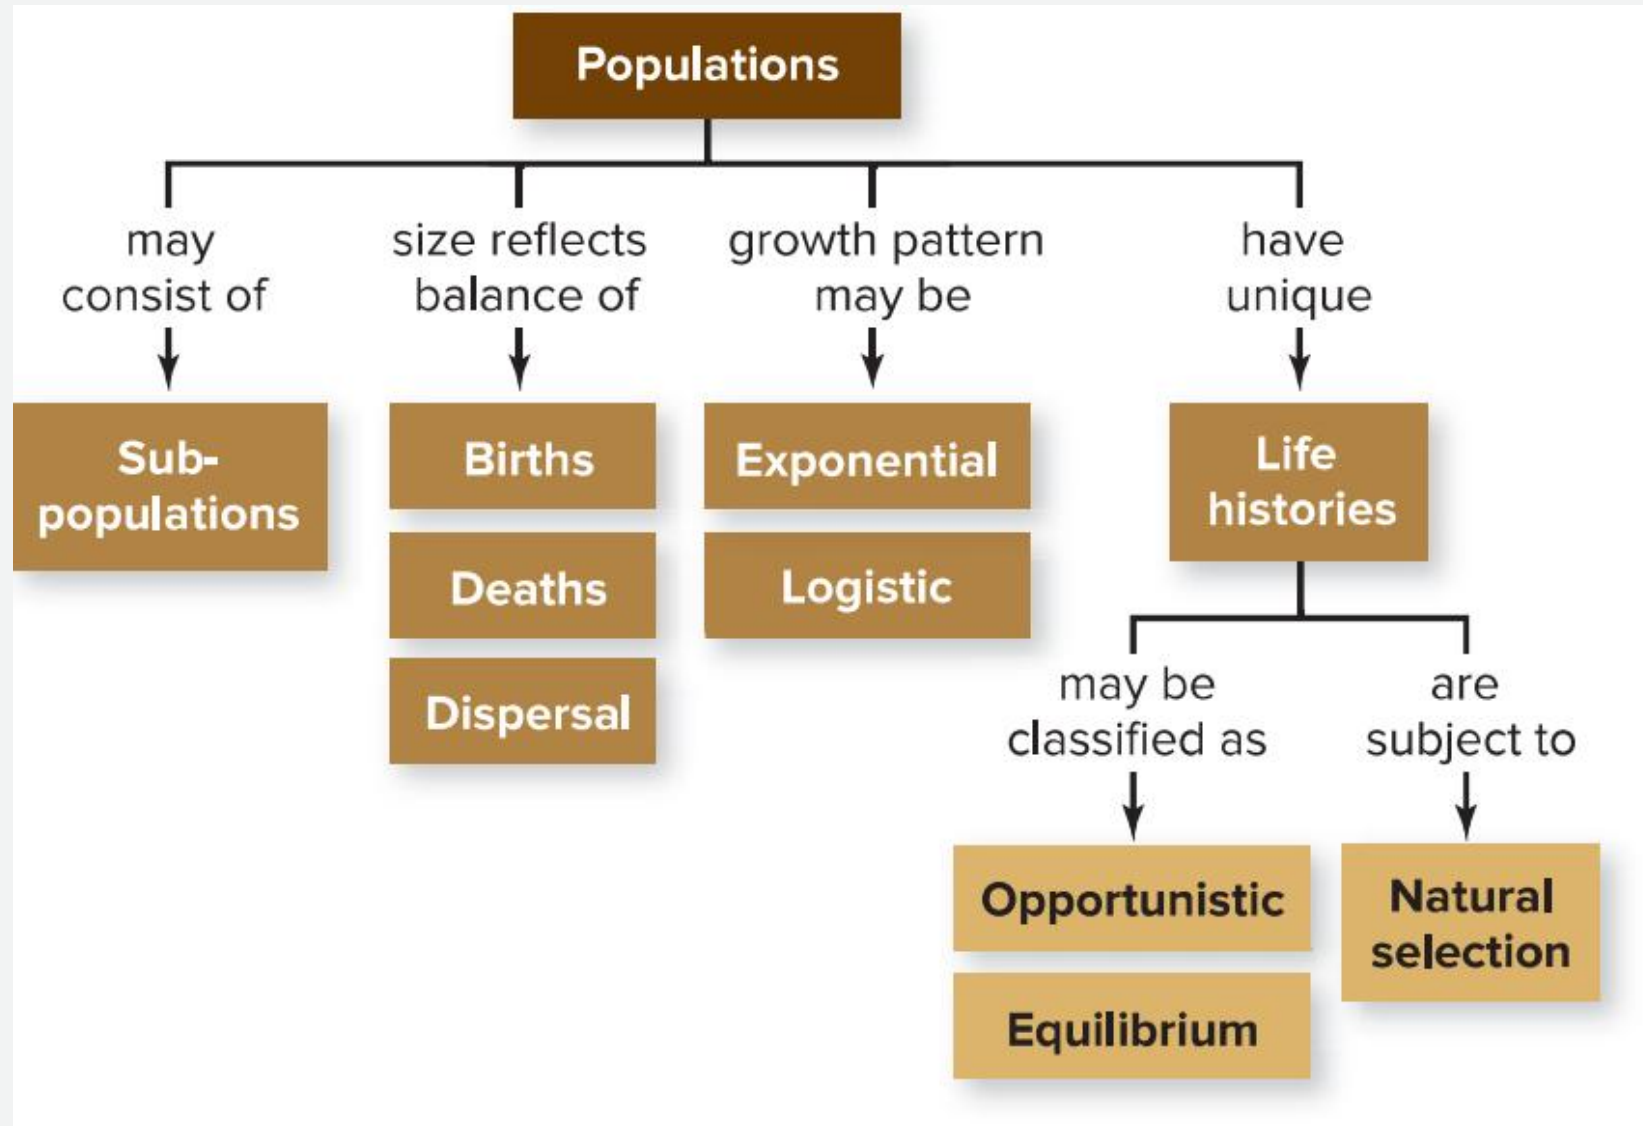 Populations
may
consist of
size reflects
balance of
growth pattern
may be
have
unique
Sub-
populations
Births
Deaths
Dispersal
Exponential
Logistic
Life
histories
may be
classified as
are
subject to
Opportunistic
Equilibrium
Natural
selection